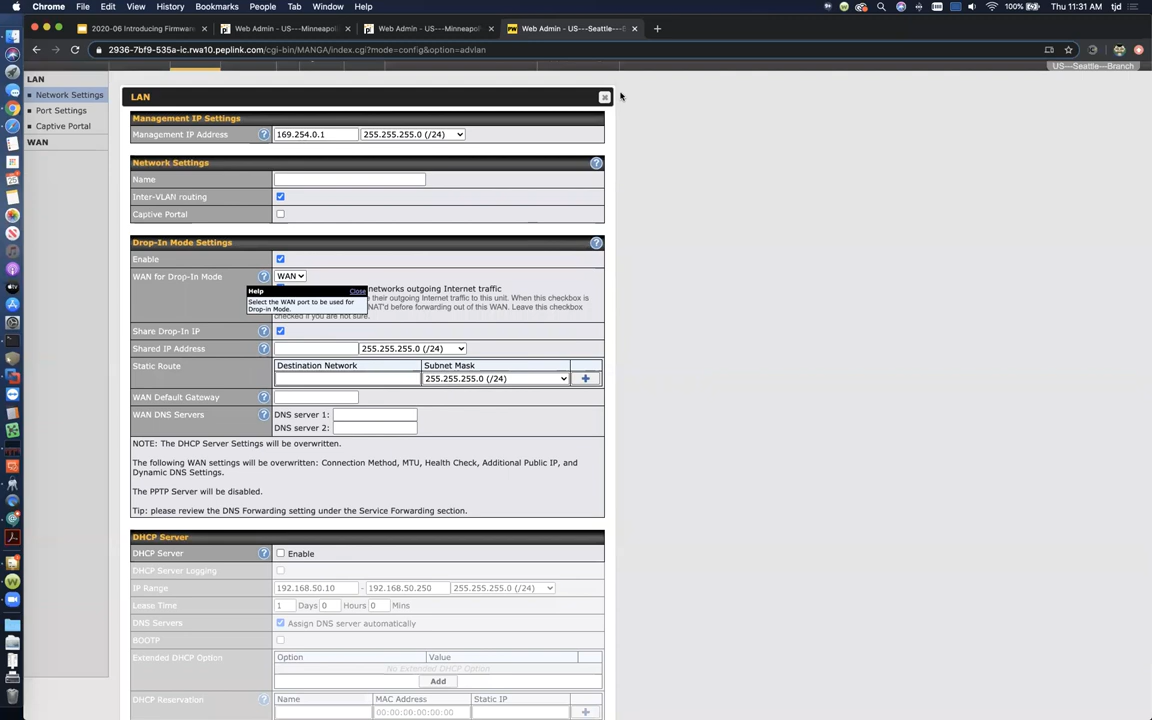 Chrome File Edit View History Bookmarks People Tab Window Help 100% Thu 11:31 AM tjd
2020-06 Introducing Firmware Web Admin - US---Minneapoli Web Admin - US---Minneapoli Web Admin - US---Seattle---B
2936-7bf9-535a-ic.rwa10.peplink.com/cgi-bin/MANGA/index.cgi?mode=config&option=advlan
US---Seattle---Branch
LAN
Network Settings
Port Settings
Captive Portal
WAN
LAN
Management IP Settings
Management IP Address 169.254.0.1 255.255.255.0 (/24)
Network Settings
Name
Inter-VLAN routing
Captive Portal
Drop-In Mode Settings
Enable
WAN for Drop-In Mode WAN
Help Close
Select the WAN port to be used for
Drop-in Mode.
networks outgoing Internet traffic
their outgoing Internet traffic to this unit. When this checkbox
NAT'd before forwarding out of this WAN. Leave this checkbox
checked if you are not sure.
Share Drop-In IP
Shared IP Address 255.255.255.0 (/24)
Static Route Destination Network Subnet Mask
255.255.255.0 (/24)
WAN Default Gateway
WAN DNS Servers DNS server 1:
DNS server 2:
NOTE: The DHCP Server Settings will be overwritten.
The following WAN settings will be overwritten: Connection Method, MTU, Health Check, Additional Public IP, and
Dynamic DNS Settings.
The PPTP Server will be disabled.
Tip: please review the DNS Forwarding setting under the Service Forwarding section.
DHCP Server
DHCP Server Enable
DHCP Server Logging
IP Range 192.168.50.10 - 192.168.50.250 255.255.255.0 (/24)
Lease Time 1 Days 0 Hours 0 Mins
DNS Servers Assign DNS server automatically
BOOTP
Extended DHCP Option Option Value
No Extended DHCP Option
Add
DHCP Reservation Name MAC Address Static IP
00:00:00:00:00:00